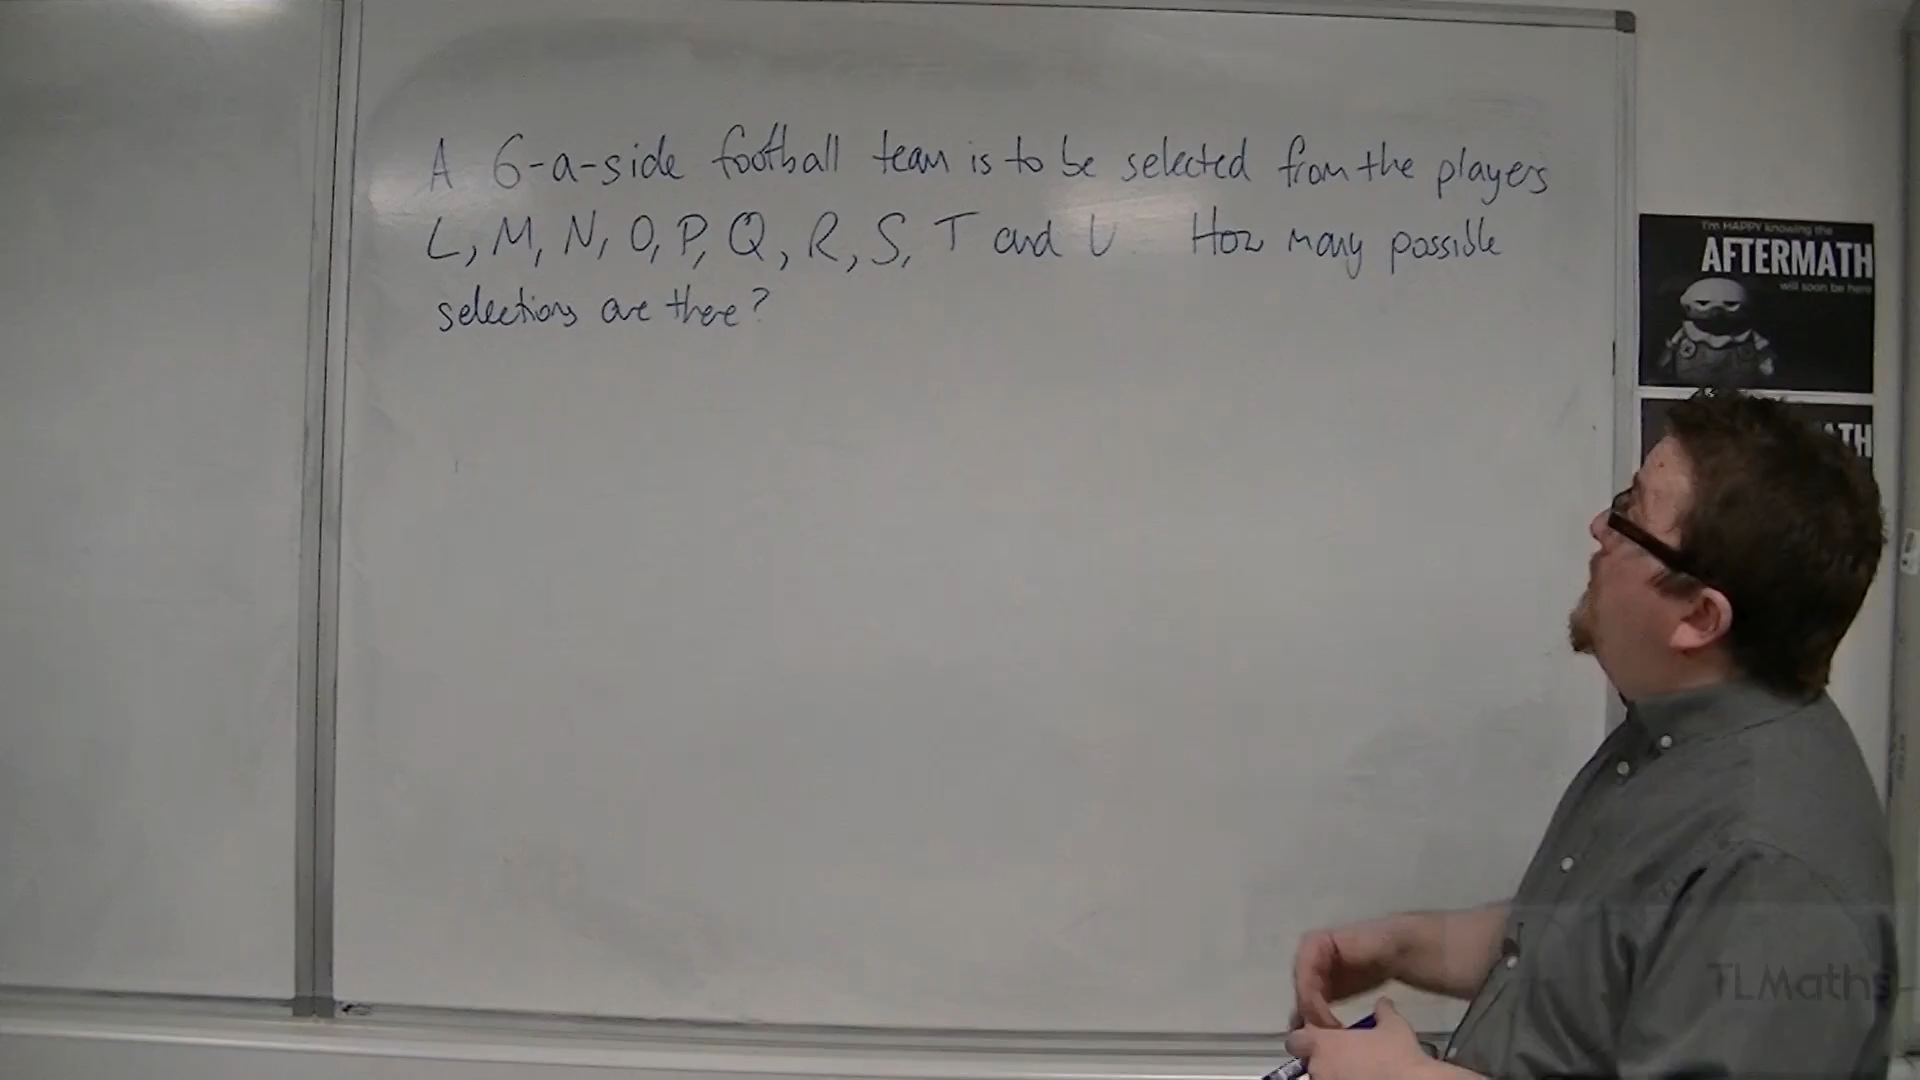 A 6-a-side football team is to be selected from the players
L, M, N, O, P, Q, R, S, T and U. How many possible
selections are there?
I'm HAPPY knowing the
AFTERMATH
will soon be here
ATH
TLMaths